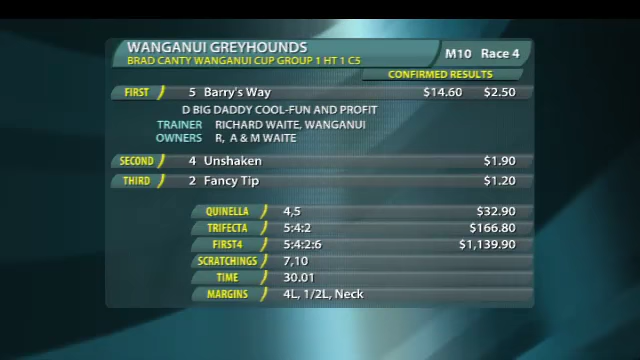 WANGANUI GREYHOUNDS
BRAD CANTY WANGANUI CUP GROUP 1 HT 1 C5
M10 Race 4
CONFIRMED RESULTS
FIRST 5 Barry's Way $14.60 $2.50
D BIG DADDY COOL-FUN AND PROFIT
TRAINER RICHARD WAITE, WANGANUI
OWNERS R, A & M WAITE
SECOND 4 Unshaken $1.90
THIRD 2 Fancy Tip $1.20
QUINELLA 4,5 $32.90
TRIFECTA 5:4:2 $166.80
FIRST4 5:4:2:6 $1,139.90
SCRATCHINGS 7,10
TIME 30.01
MARGINS 4L, 1/2L, Neck